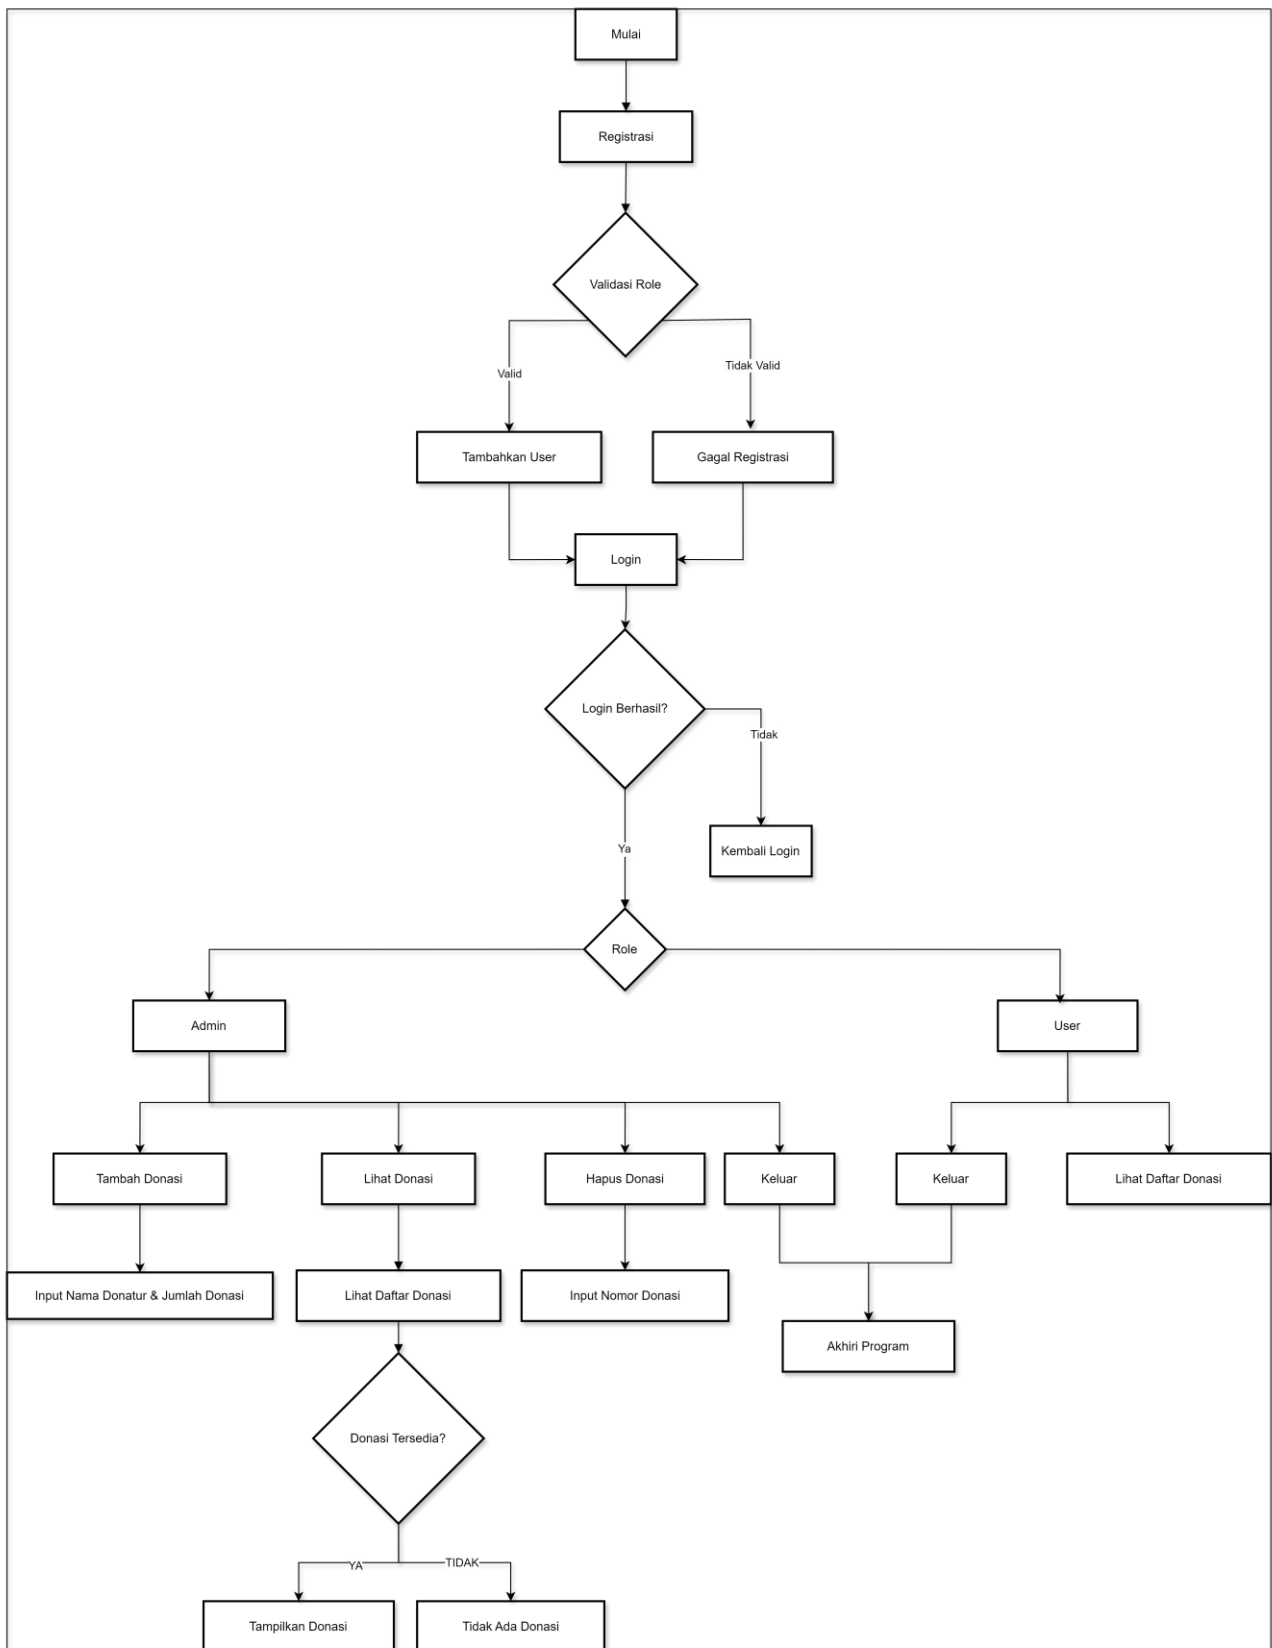 Mulai
Registrasi
Validasi Role
Valid
Tidak Valid
Tambahkan User
Gagal Registrasi
Login
Login Berhasil?
Tidak
Ya
Kembali Login
Role
Admin
User
Tambah Donasi
Lihat Donasi
Hapus Donasi
Keluar
Keluar
Lihat Daftar Donasi
Input Nama Donatur & Jumlah Donasi
Lihat Daftar Donasi
Input Nomor Donasi
Akhiri Program
Donasi Tersedia?
YA
TIDAK
Tampilkan Donasi
Tidak Ada Donasi